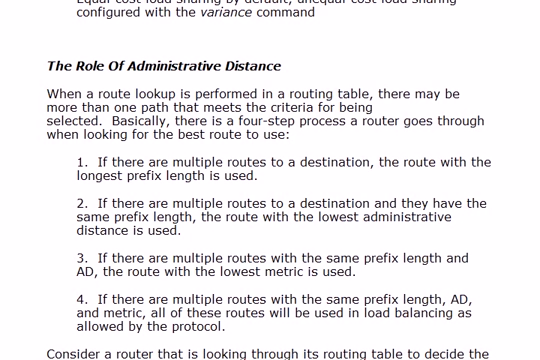 Equal cost load sharing by default, unequal cost load sharing
configured with the variance command
The Role Of Administrative Distance
When a route lookup is performed in a routing table, there may be
more than one path that meets the criteria for being
selected.  Basically, there is a four-step process a router goes through
when looking for the best route to use:
1.  If there are multiple routes to a destination, the route with the
longest prefix length is used.
2.  If there are multiple routes to a destination and they have the
same prefix length, the route with the lowest administrative
distance is used.
3.  If there are multiple routes with the same prefix length and
AD, the route with the lowest metric is used.
4.  If there are multiple routes with the same prefix length, AD,
and metric, all of these routes will be used in load balancing as
allowed by the protocol.
Consider a router that is looking through its routing table to decide the